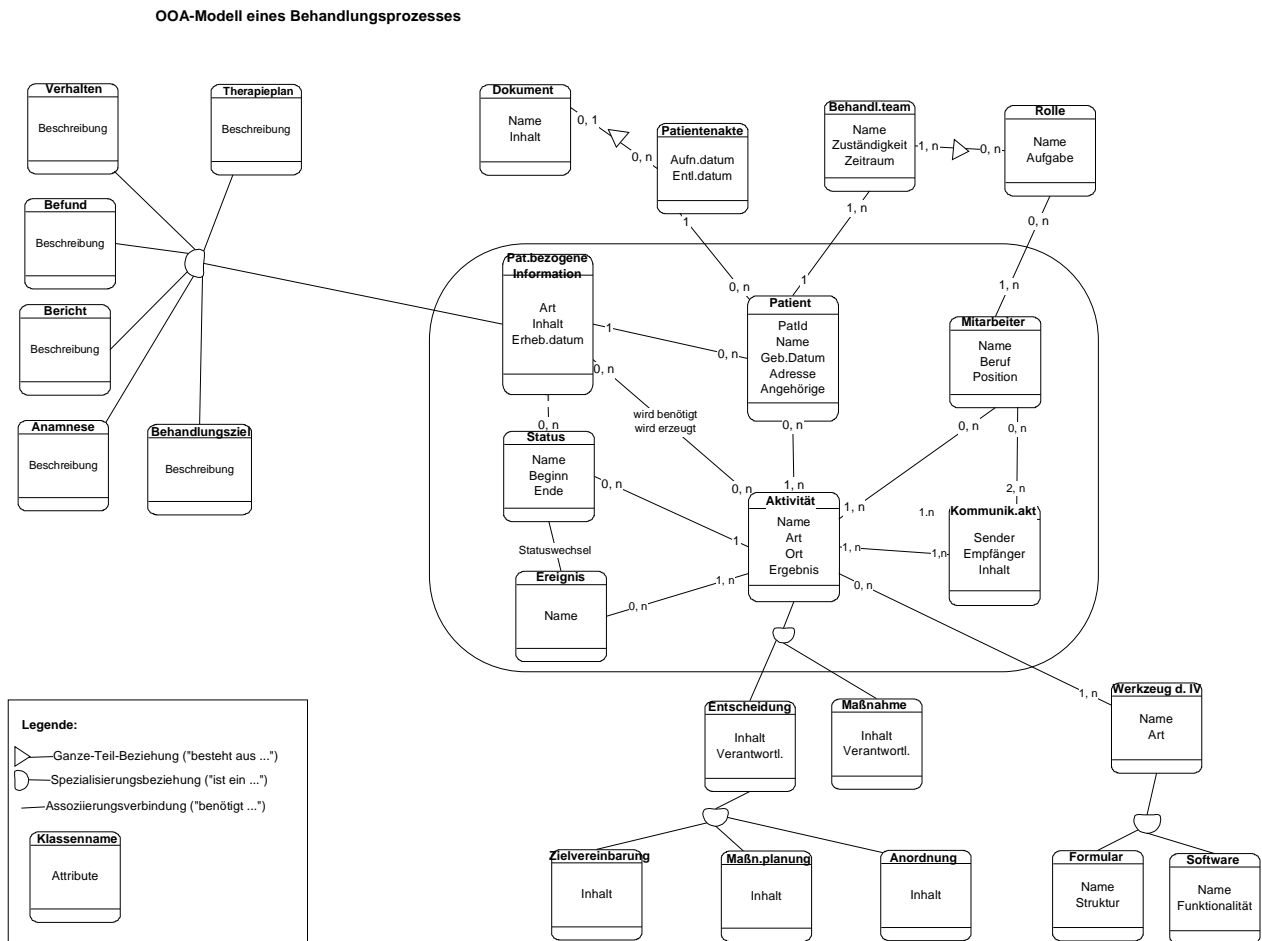 OOA-Modell eines Behandlungsprozesses
Verhalten
Beschreibung
Therapieplan
Beschreibung
Dokument
Name
Inhalt
0, 1
0, n
Patientenakte
Aufn.datum
Entl.datum
1
0, n
Behandl.team
Name
Zuständigkeit
Zeitraum
1, n
0, n
1, n
1
Rolle
Name
Aufgabe
0, n
1, n
Befund
Beschreibung
Bericht
Beschreibung
Anamnese
Beschreibung
Behandlungsziel
Beschreibung
Pat.bezogene
Information
Art
Inhalt
Erheb.datum
1
0, n
0, n
0, n
Patient
PatId
Name
Geb.Datum
Adresse
Angehörige
0, n
1, n
Mitarbeiter
Name
Beruf
Position
0, n
0, n
wird benötigt
wird erzeugt
0, n
Status
Name
Beginn
Ende
0, n
1
Statuswechsel
Ereignis
Name
0, n
1, n
Aktivität
Name
Art
Ort
Ergebnis
1, n
1, n
0, n
2, n
1.n
1,n
Kommunik.akt
Sender
Empfänger
Inhalt
1, n
Werkzeug d. IV
Name
Art
Entscheidung
Inhalt
Verantwortl.
Maßnahme
Inhalt
Verantwortl.
Zielvereinbarung
Inhalt
Maßn.planung
Inhalt
Anordnung
Inhalt
Formular
Name
Struktur
Software
Name
Funktionalität
Legende:
Ganze-Teil-Beziehung ("besteht aus ...")
Spezialisierungsbeziehung ("ist ein ...")
Assoziierungsverbindung ("benötigt ...")
Klassenname
Attribute